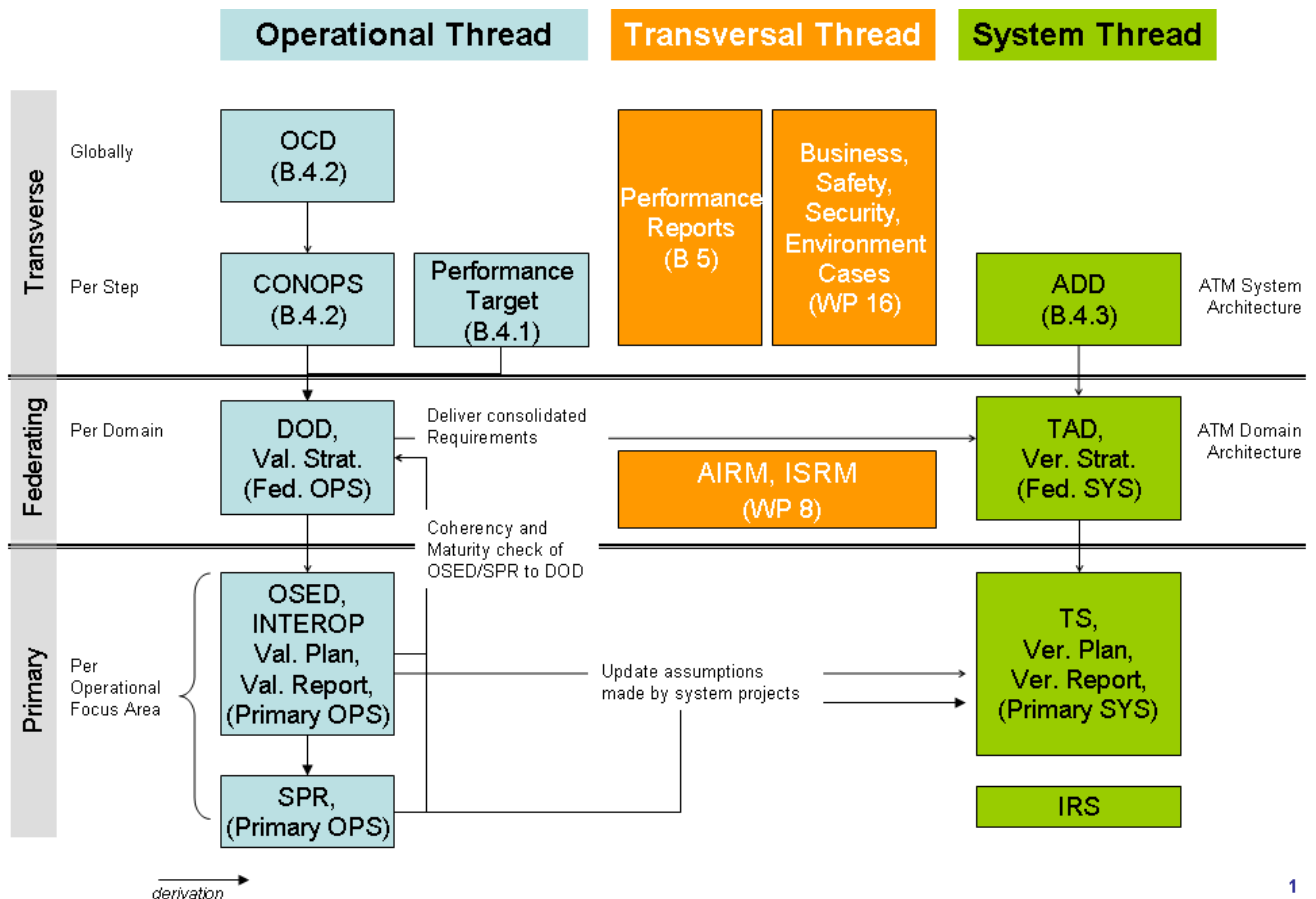 Operational Thread
Transversal Thread
System Thread
Transverse
Globally
OCD
(B.4.2)
Performance
Reports
(B 5)
Business,
Safety,
Security,
Environment
Cases
(WP 16)
Per Step
CONOPS
(B.4.2)
Performance
Target
(B.4.1)
ADD
(B.4.3)
ATM System
Architecture
Federating
Per Domain
DOD,
Val. Strat.
(Fed. OPS)
Deliver consolidated
Requirements
AIRM, ISRM
(WP 8)
TAD,
Ver. Strat.
(Fed. SYS)
ATM Domain
Architecture
Coherency and
Maturity check of
OSED/SPR to DOD
Primary
Per
Operational
Focus Area
OSED,
INTEROP
Val. Plan,
Val. Report,
(Primary OPS)
Update assumptions
made by system projects
TS,
Ver. Plan,
Ver. Report,
(Primary SYS)
SPR,
(Primary OPS)
IRS
derivation
1